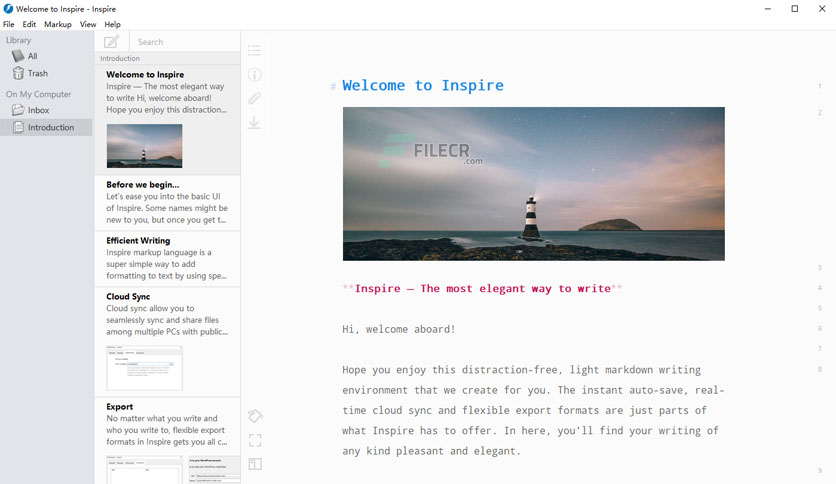 Welcome to Inspire - Inspire
File Edit Markup View Help
Library
All
Trash
On My Computer
Inbox
Introduction
Search
Introduction
Welcome to Inspire
Inspire — The most elegant way
to write Hi, welcome aboard!
Hope you enjoy this distraction...
Before we begin...
Let's ease you into the basic UI
of Inspire. Some names might be
new to you, but once you get t...
Efficient Writing
Inspire markup language is a
super simple way to add
formatting to text by using spe...
Cloud Sync
Cloud sync allow you to
seamlessly sync and share files
among multiple PCs with public...
Export
No matter what you write and
who you write to, flexible export
formats in Inspire gets you all c...
# Welcome to Inspire
1
2
FILECR
.com
3
**Inspire — The most elegant way to write**
4
5
Hi, welcome aboard!
6
7
Hope you enjoy this distraction-free, light markdown writing
8
environment that we create for you. The instant auto-save, real-
time cloud sync and flexible export formats are just parts of
what Inspire has to offer. In here, you'll find your writing of
any kind pleasant and elegant.
9